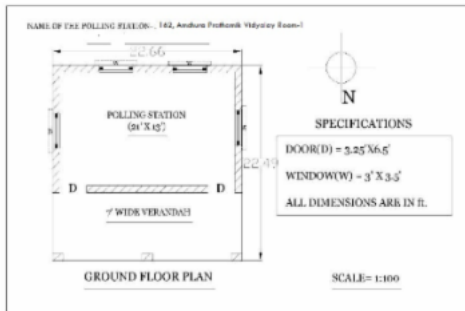 NAME OF THE POLLING STATION-, 162, Amdhura Prathamik Vidyalay Room-1
22.66
W
W
POLLING STATION
(21'X13')
W
W
22.49
D
D
7' WIDE VERANDAH
GROUND FLOOR PLAN
N
SPECIFICATIONS
DOOR(D) = 3.25'X6.5'
WINDOW(W) = 3' X 3.5'
ALL DIMENSIONS ARE IN ft.
SCALE= 1:100